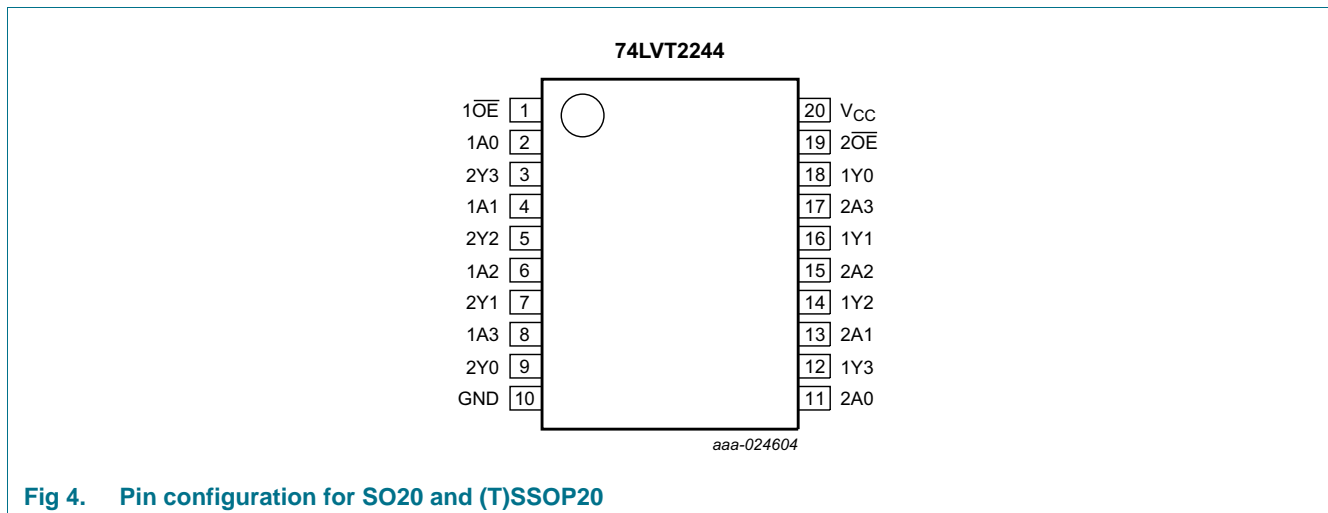 74LVT2244
1O̅E̅ 1 20 VCC
1A0 2 19 2O̅E̅
2Y3 3 18 1Y0
1A1 4 17 2A3
2Y2 5 16 1Y1
1A2 6 15 2A2
2Y1 7 14 1Y2
1A3 8 13 2A1
2Y0 9 12 1Y3
GND 10 11 2A0
aaa-024604
Fig 4. Pin configuration for SO20 and (T)SSOP20